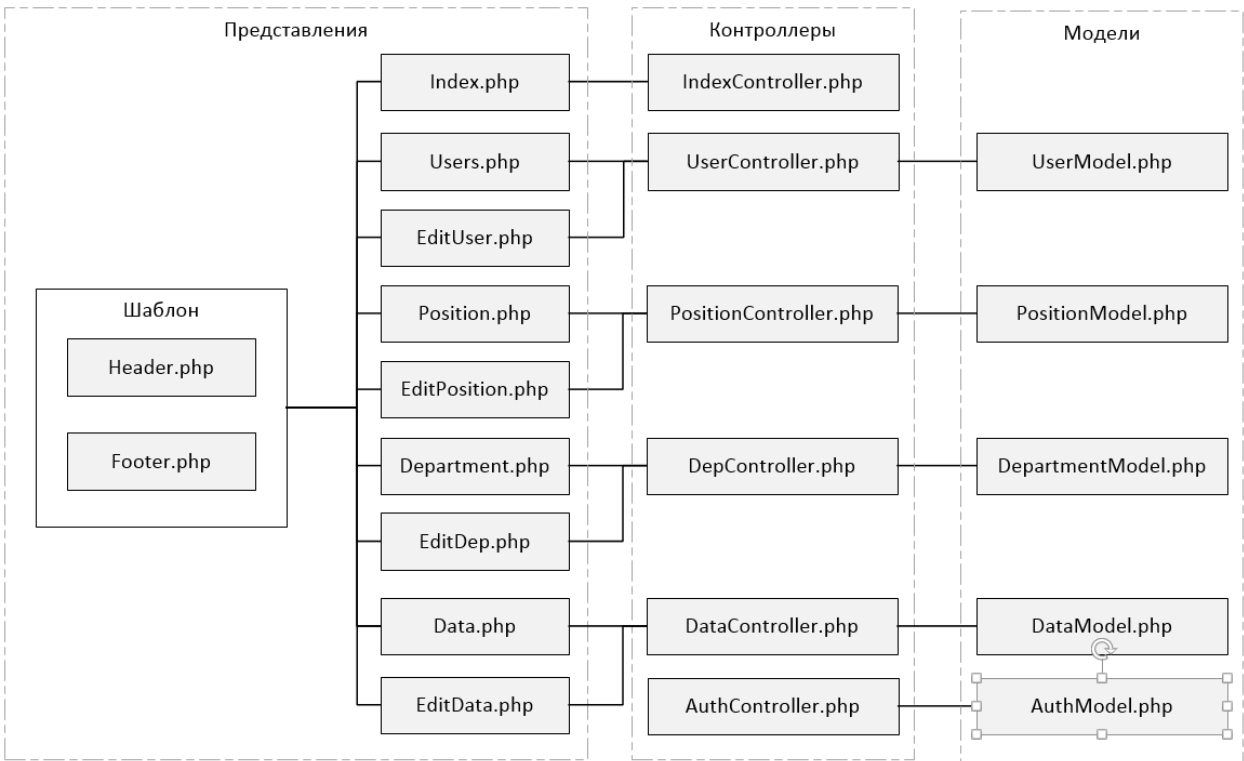 Представления
Контроллеры
Модели
Index.php
IndexController.php
Users.php
UserController.php
UserModel.php
EditUser.php
Шаблон
Header.php
Footer.php
Position.php
PositionController.php
PositionModel.php
EditPosition.php
Department.php
DepController.php
DepartmentModel.php
EditDep.php
Data.php
DataController.php
DataModel.php
EditData.php
AuthController.php
AuthModel.php